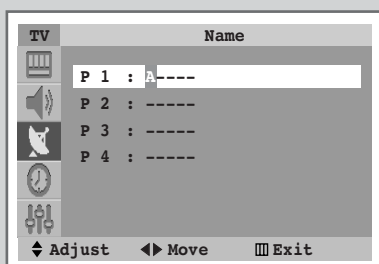 TV Name
P 1 : A----
P 2 : -----
P 3 : -----
P 4 : -----
Adjust Move Exit